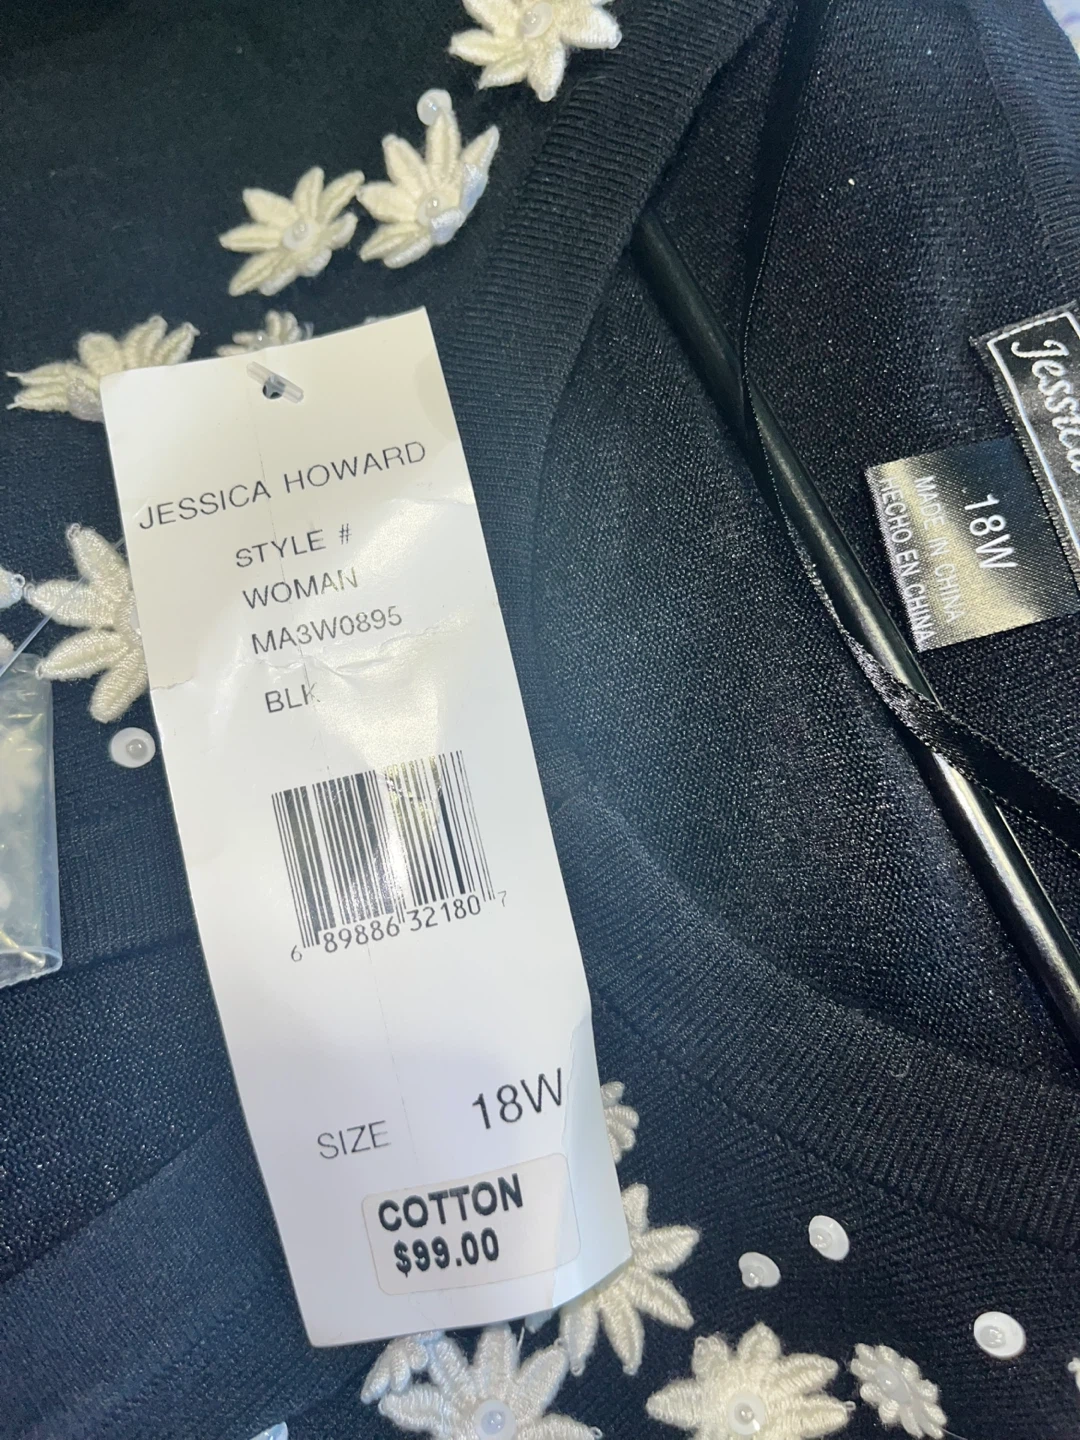 JESSICA HOWARD
STYLE #
WOMAN
MA3W0895
BLK
6 89886 32180 7
SIZE 18W
COTTON
$99.00
Jessica
18W
MADE IN CHINA
HECHO EN CHINA